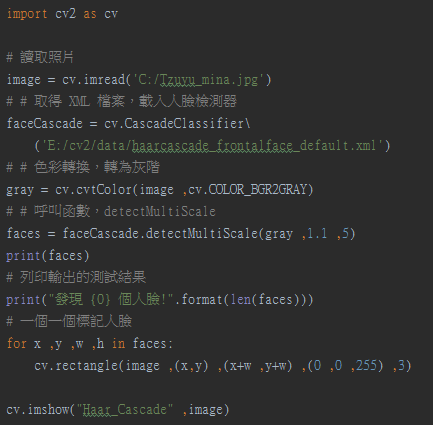 import cv2 as cv
# 讀取照片
image = cv.imread('C:/Tzuyu_mina.jpg')
# # 取得 XML 檔案，載入人臉檢測器
faceCascade = cv.CascadeClassifier\
('E:/cv2/data/haarcascade_frontalface_default.xml')
# # 色彩轉換，轉為灰階
gray = cv.cvtColor(image ,cv.COLOR_BGR2GRAY)
# # 呼叫函數，detectMultiScale
faces = faceCascade.detectMultiScale(gray ,1.1 ,5)
print(faces)
# 列印輸出的測試結果
print("發現 {0} 個人臉!".format(len(faces)))
# 一個一個標記人臉
for x ,y ,w ,h in faces:
cv.rectangle(image ,(x,y) ,(x+w ,y+w) ,(0 ,0 ,255) ,3)
cv.imshow("Haar_Cascade" ,image)